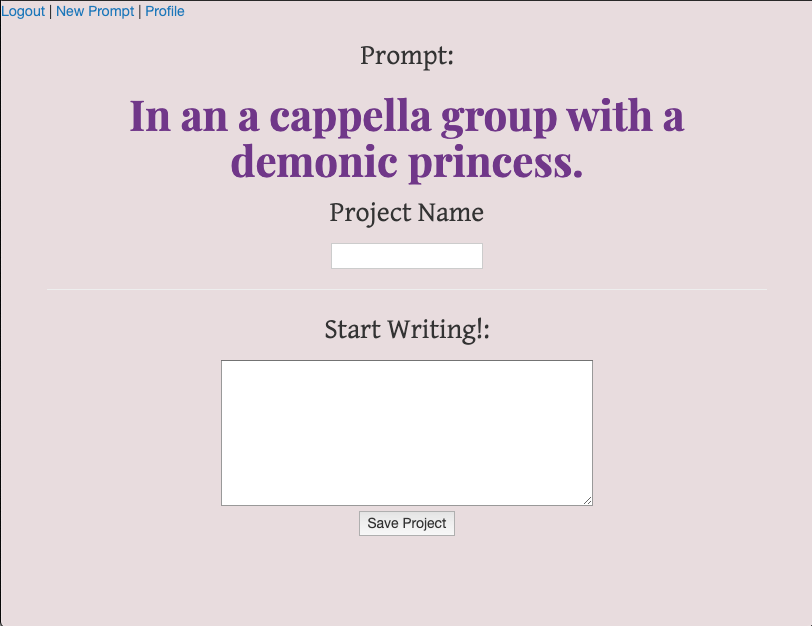 Logout | New Prompt | Profile
Prompt:
In an a cappella group with a
demonic princess.
Project Name
Start Writing!:
Save Project